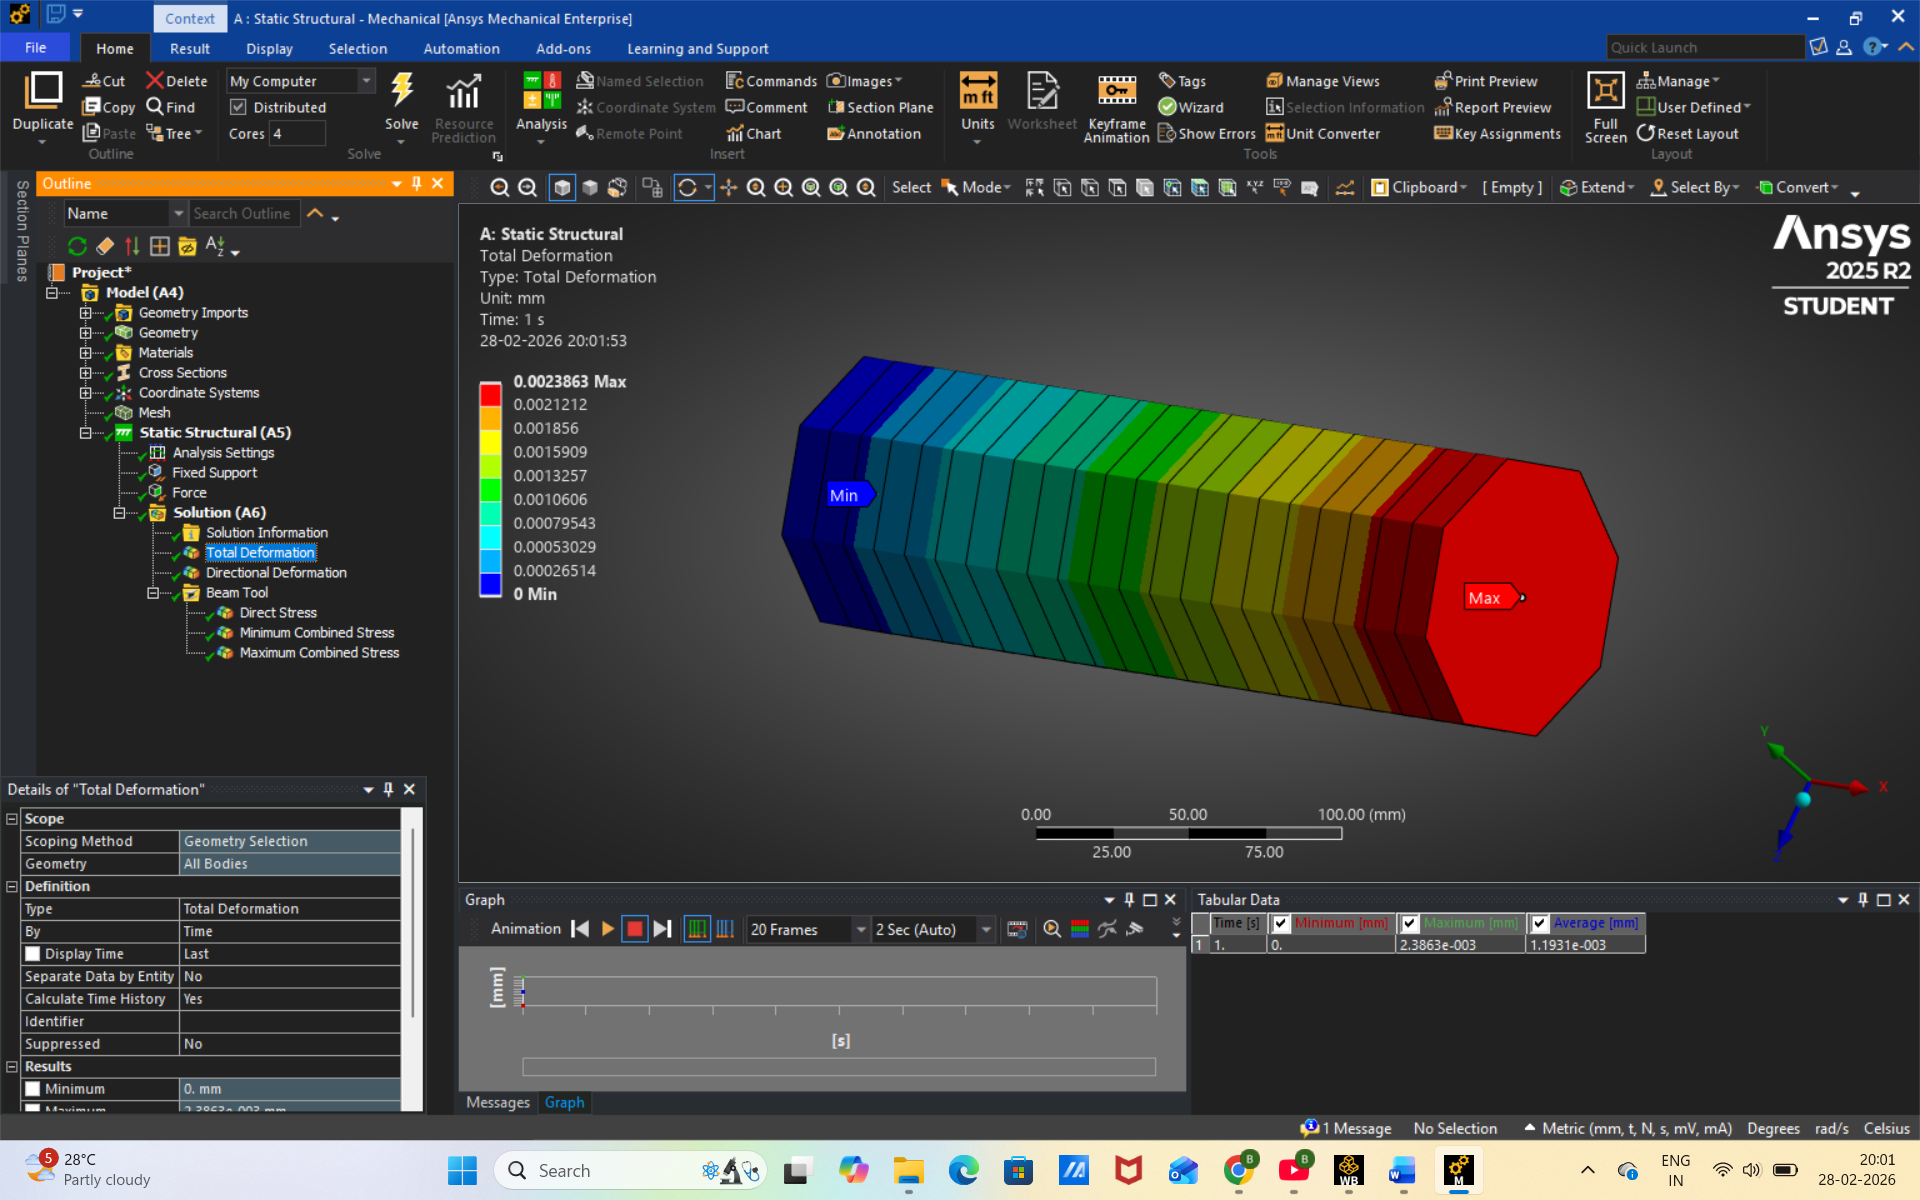 Context
A : Static Structural - Mechanical [Ansys Mechanical Enterprise]
File
Home
Result
Display
Selection
Automation
Add-ons
Learning and Support
Quick Launch
Duplicate
Cut
Copy
Paste
Delete
Find
Tree
Outline
My Computer
Distributed
Cores 4
Solve
Resource
Prediction
Solve
Analysis
Named Selection
Coordinate System
Remote Point
Commands
Comment
Chart
Images
Section Plane
Annotation
Insert
Units
Worksheet
Keyframe
Animation
Tags
Wizard
Show Errors
Manage Views
Selection Information
Unit Converter
Print Preview
Report Preview
Key Assignments
Tools
Full
Screen
Manage
User Defined
Reset Layout
Layout
Section Planes
Outline
Name
Search Outline
Select
Mode
Clipboard
[ Empty ]
Extend
Select By
Convert
Project*
Model (A4)
Geometry Imports
Geometry
Materials
Cross Sections
Coordinate Systems
Mesh
Static Structural (A5)
Analysis Settings
Fixed Support
Force
Solution (A6)
Solution Information
Total Deformation
Directional Deformation
Beam Tool
Direct Stress
Minimum Combined Stress
Maximum Combined Stress
A: Static Structural
Total Deformation
Type: Total Deformation
Unit: mm
Time: 1 s
28-02-2026 20:01:53
0.0023863 Max
0.0021212
0.001856
0.0015909
0.0013257
0.0010606
0.00079543
0.00053029
0.00026514
0 Min
Ansys
2025 R2
STUDENT
Min
Max
0.00
50.00
100.00 (mm)
25.00
75.00
Y
X
Z
Details of "Total Deformation"
Scope
Scoping Method Geometry Selection
Geometry All Bodies
Definition
Type Total Deformation
By Time
Display Time Last
Separate Data by Entity No
Calculate Time History Yes
Identifier
Suppressed No
Results
Minimum 0. mm
Maximum 2.3863e-003 mm
Graph
Animation
20 Frames
2 Sec (Auto)
[mm]
[s]
Messages
Graph
Tabular Data
Time [s] Minimum [mm] Maximum [mm] Average [mm]
1 1. 0. 2.3863e-003 1.1931e-003
1 Message
No Selection
Metric (mm, t, N, s, mV, mA)
Degrees
rad/s
Celsius
5
28°C
Partly cloudy
Search
B
B
WB
W
M
ENG
IN
20:01
28-02-2026